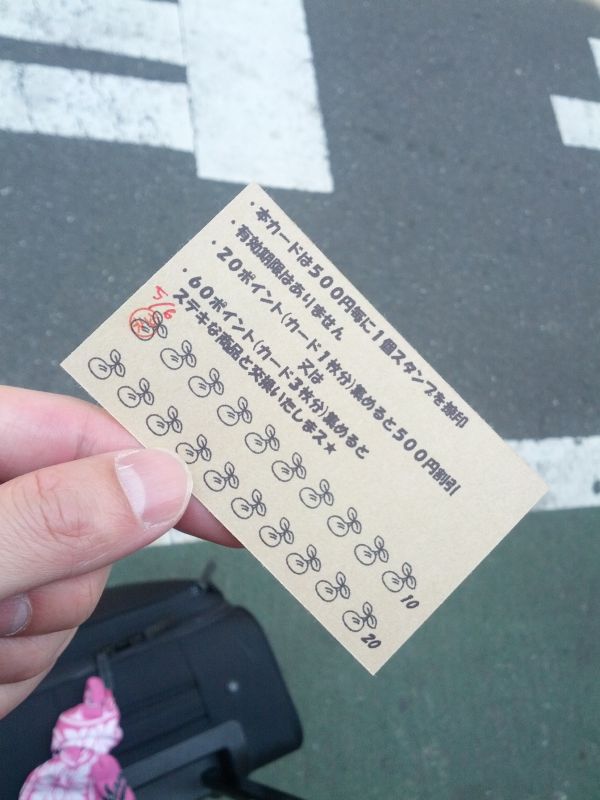 ・本カードは５００円毎に１個スタンプを捺印
・有効期限はありません
・２０ポイント(カード１枚分)集めると５００円割引
又は
・６０ポイント(カード３枚分)集めると
ステキな商品と交換いたしまス★
5/6
10
20